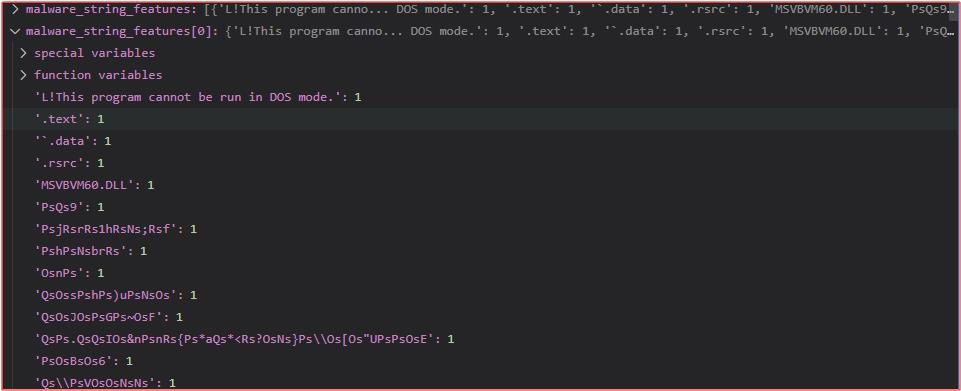 malware_string_features: [{'L!This program canno... DOS mode.': 1, '.text': 1, '`.data': 1, '.rsrc': 1, 'MSVBVM60.DLL': 1, 'PsQs9...
malware_string_features[0]: {'L!This program canno... DOS mode.': 1, '.text': 1, '`.data': 1, '.rsrc': 1, 'MSVBVM60.DLL': 1, 'PsQ...
special variables
function variables
'L!This program cannot be run in DOS mode.': 1
'.text': 1
'`.data': 1
'.rsrc': 1
'MSVBVM60.DLL': 1
'PsQs9': 1
'PsjRsrRs1hRsNs;Rsf': 1
'PshPsNsbrRs': 1
'OsnPs': 1
'QsOssPshPs)uPsNsOs': 1
'QsOsJOsPsGPs~OsF': 1
'QsPs.QsQsIOs&nPsnRs{Ps*aQs*<Rs?OsNs}Ps\\Os[Os"UPsPsOsE': 1
'PsOsBsOs6': 1
'Qs\\PsVOsOsNsNs': 1